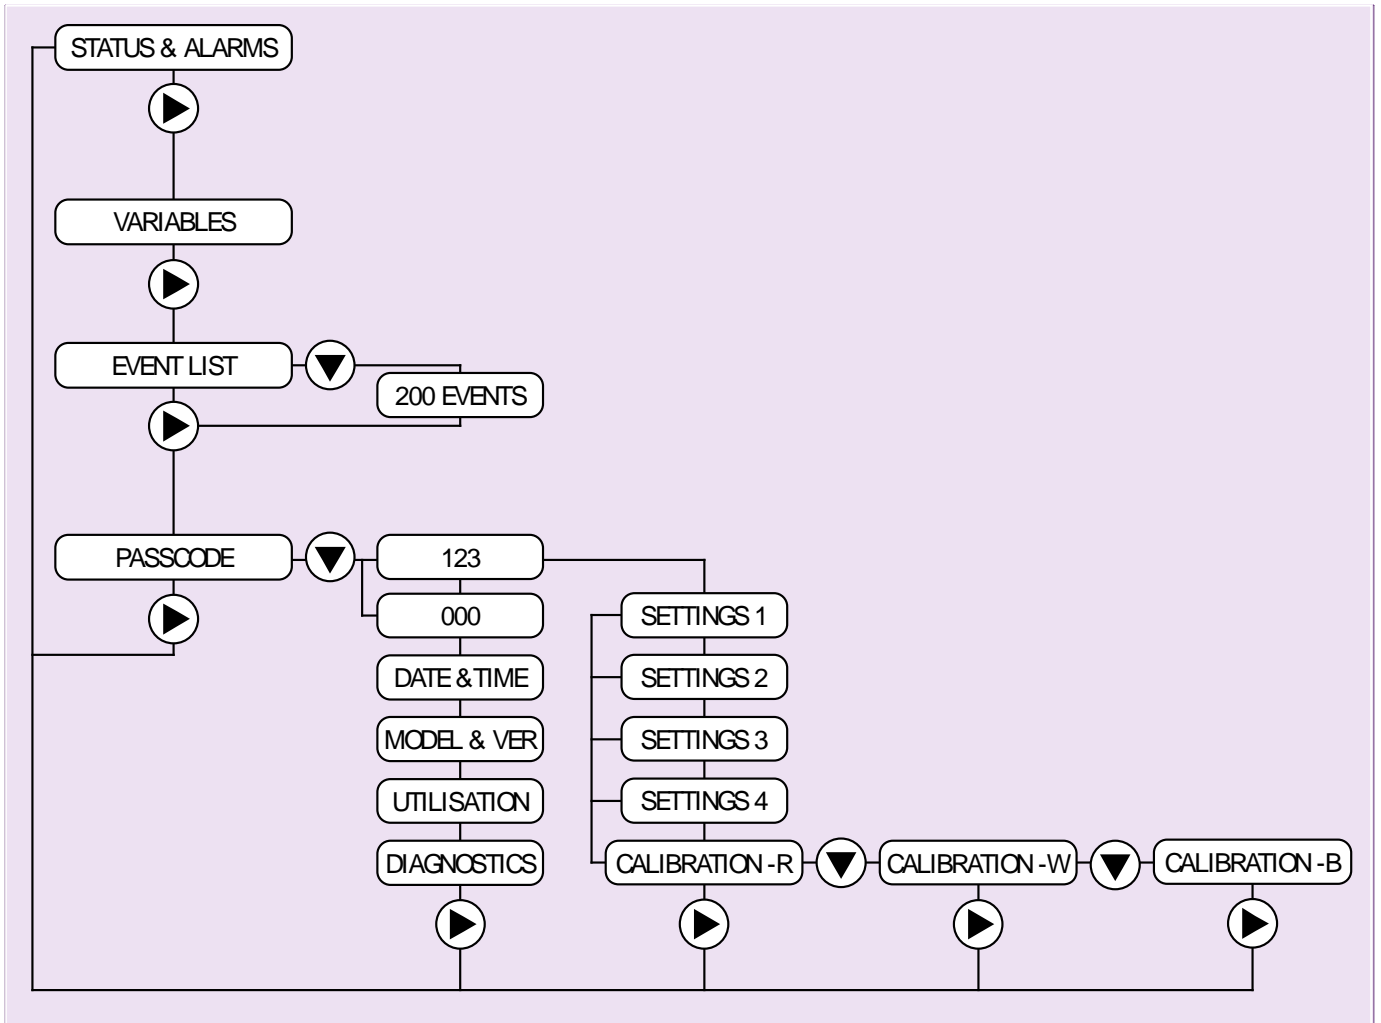 STATUS & ALARMS
VARIABLES
EVENT LIST
200 EVENTS
PASSCODE
123
000
SETTINGS 1
DATE & TIME
SETTINGS 2
MODEL & VER
SETTINGS 3
UTILISATION
SETTINGS 4
DIAGNOSTICS
CALIBRATION -R
CALIBRATION -W
CALIBRATION -B